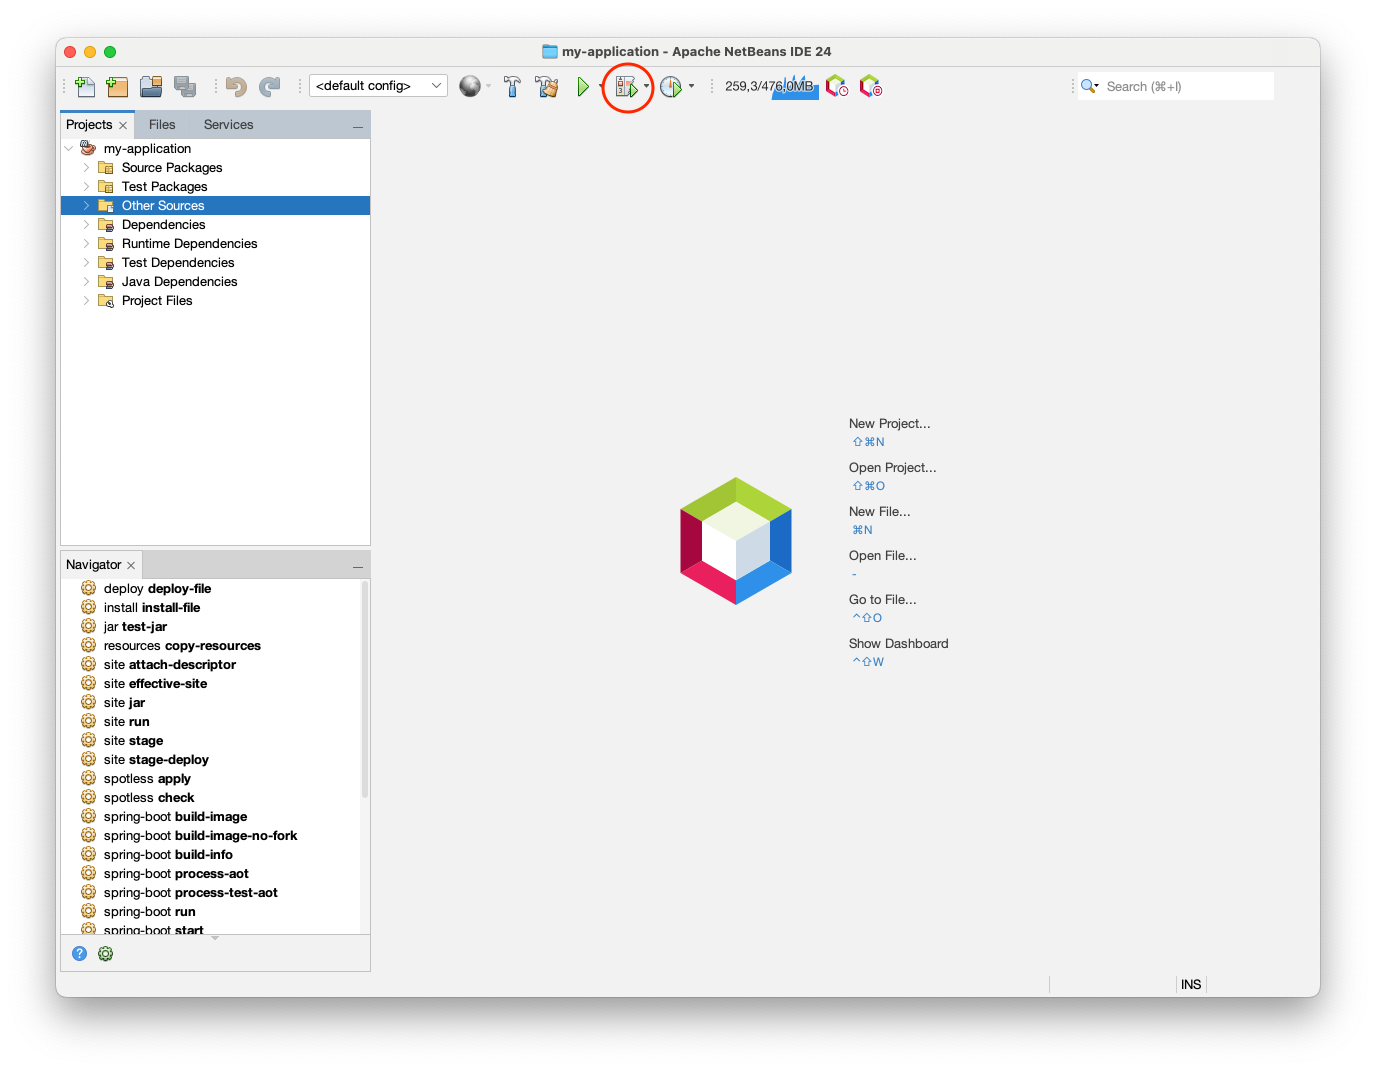 my-application - Apache NetBeans IDE 24
<default config>
259,3/476,0MB
Search (⌘+I)
Projects
Files
Services
my-application
Source Packages
Test Packages
Other Sources
Dependencies
Runtime Dependencies
Test Dependencies
Java Dependencies
Project Files
New Project...
⇧⌘N
Open Project...
⇧⌘O
New File...
⌘N
Open File...
-
Go to File...
^⇧O
Show Dashboard
^⇧W
Navigator
deploy deploy-file
install install-file
jar test-jar
resources copy-resources
site attach-descriptor
site effective-site
site jar
site run
site stage
site stage-deploy
spotless apply
spotless check
spring-boot build-image
spring-boot build-image-no-fork
spring-boot build-info
spring-boot process-aot
spring-boot process-test-aot
spring-boot run
spring-boot start
INS